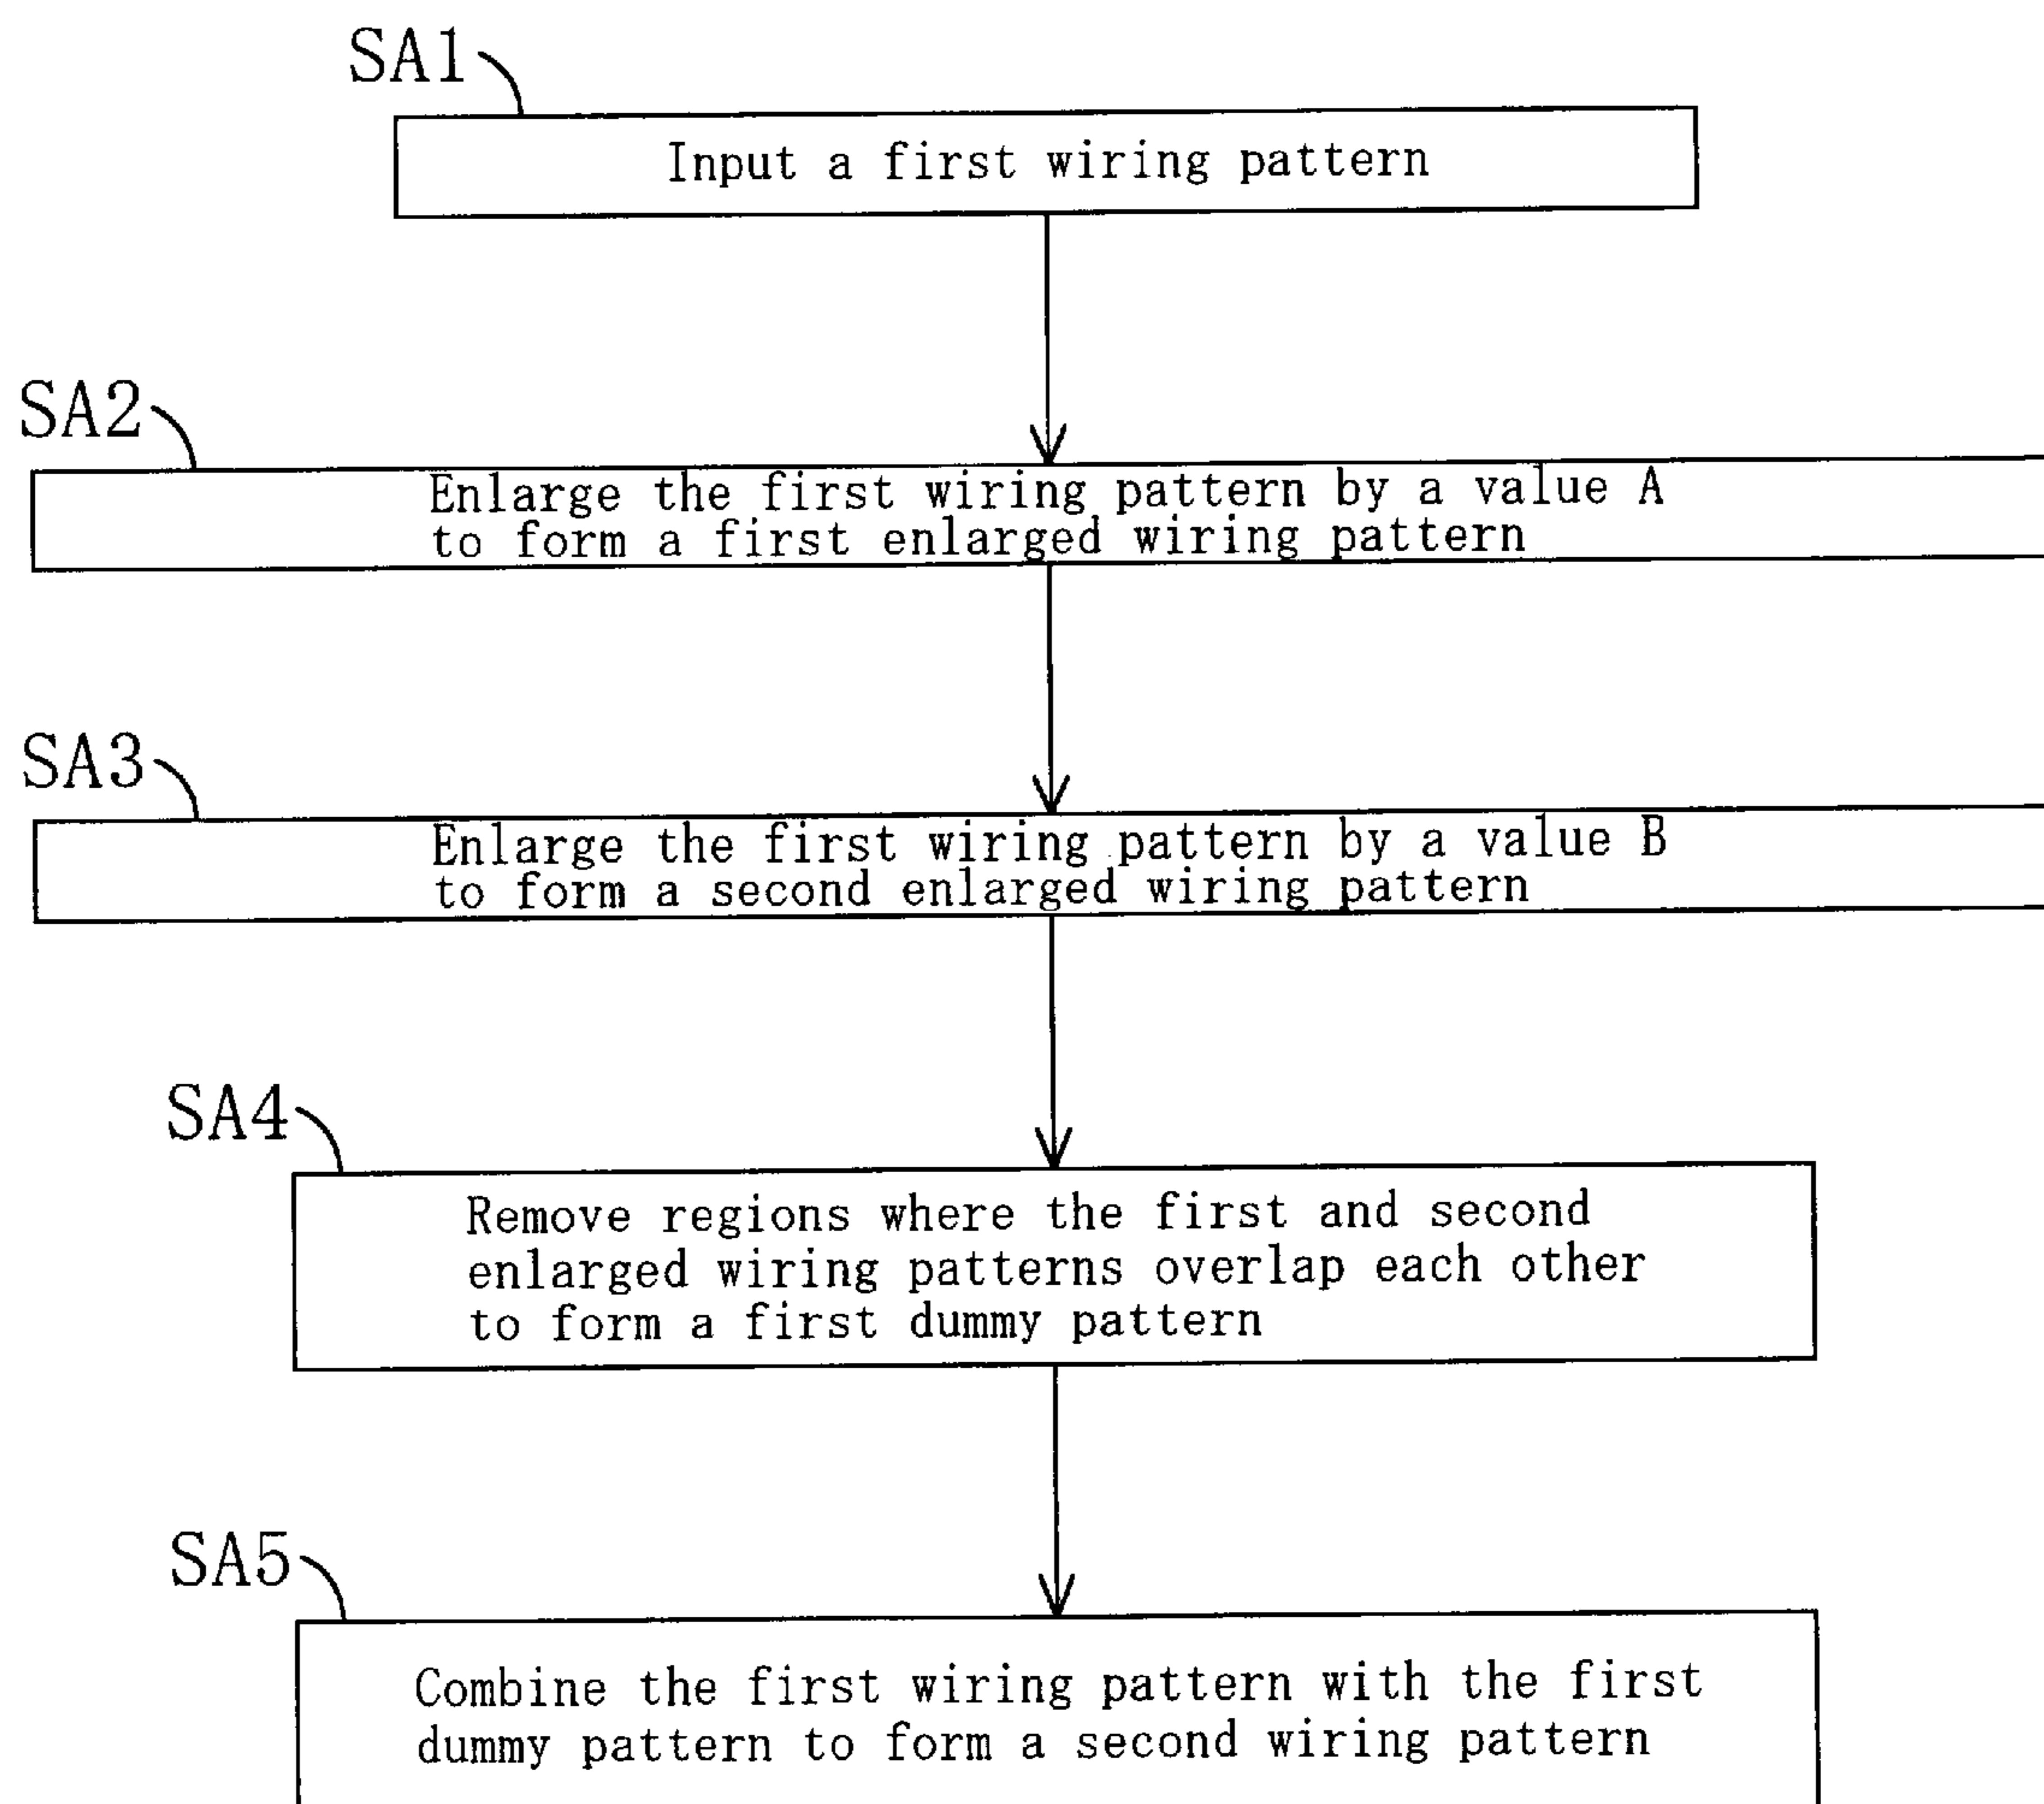 SA1
Input a first wiring pattern
SA2
Enlarge the first wiring pattern by a value A
to form a first enlarged wiring pattern
SA3
Enlarge the first wiring pattern by a value B
to form a second enlarged wiring pattern
SA4
Remove regions where the first and second
enlarged wiring patterns overlap each other
to form a first dummy pattern
SA5
Combine the first wiring pattern with the first
dummy pattern to form a second wiring pattern